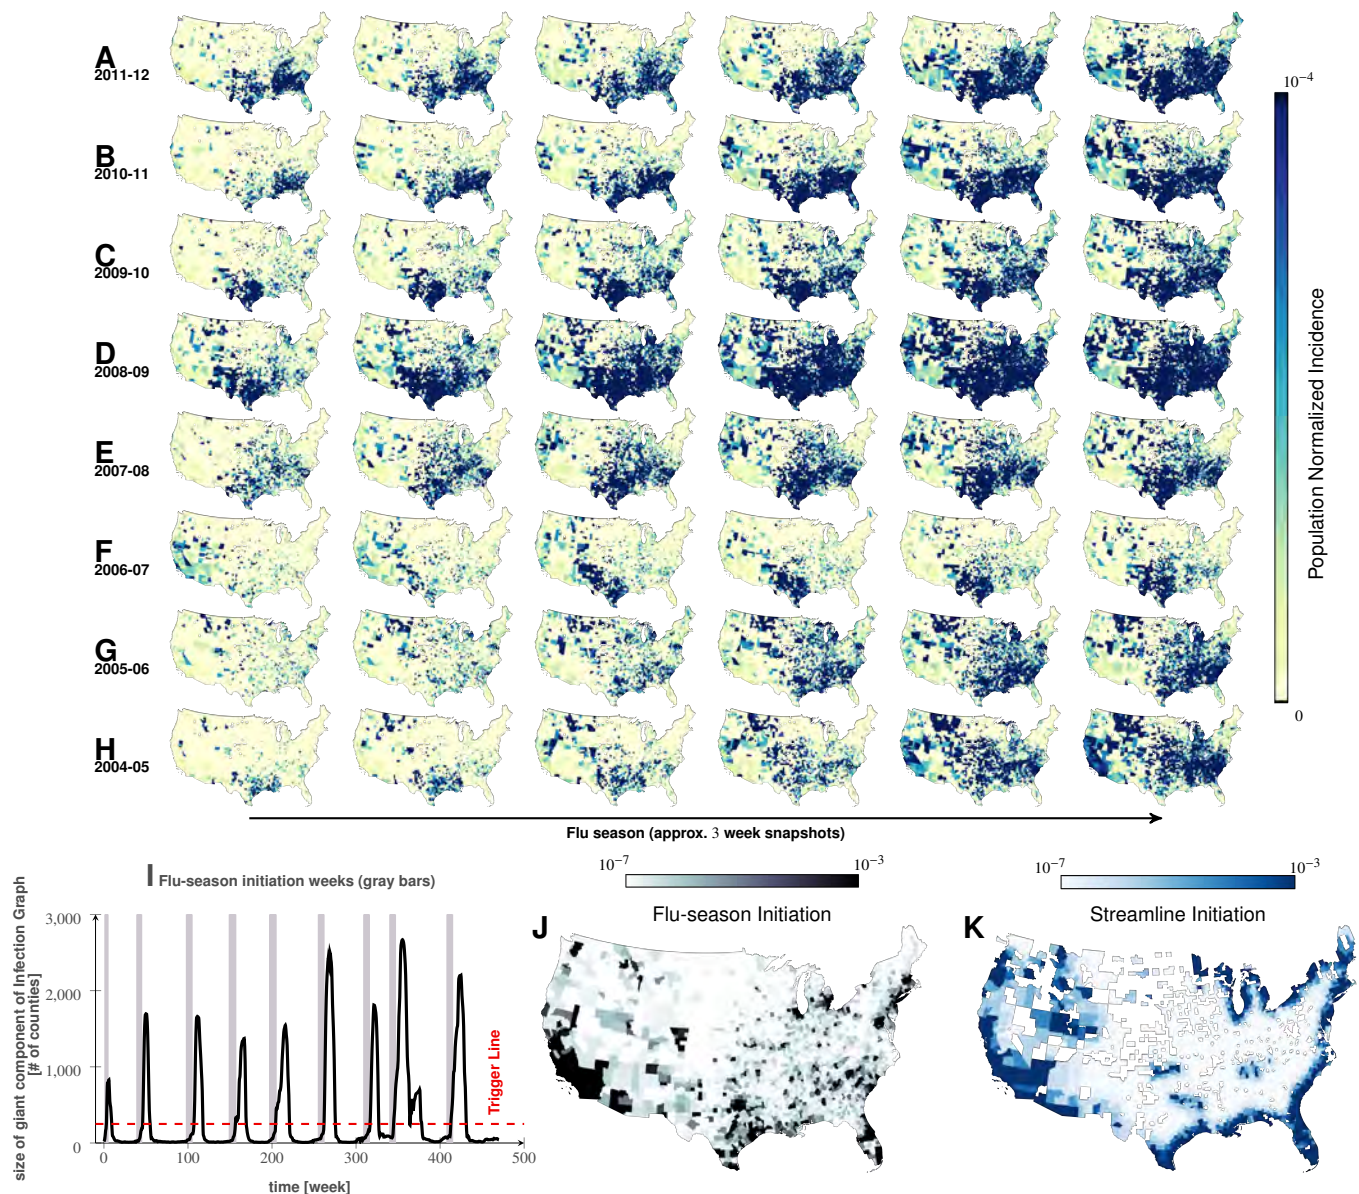 A
2011-12
B
2010-11
C
2009-10
D
2008-09
E
2007-08
F
2006-07
G
2005-06
H
2004-05
10⁻⁴
Population Normalized Incidence
0
Flu season (approx. 3 week snapshots)
I Flu-season initiation weeks (gray bars)
size of giant component of Infection Graph
[# of counties]
3,000
2,000
1,000
0
Trigger Line
0 100 200 300 400 500
time [week]
10⁻⁷ 10⁻³
Flu-season Initiation
J
10⁻⁷ 10⁻³
Streamline Initiation
K